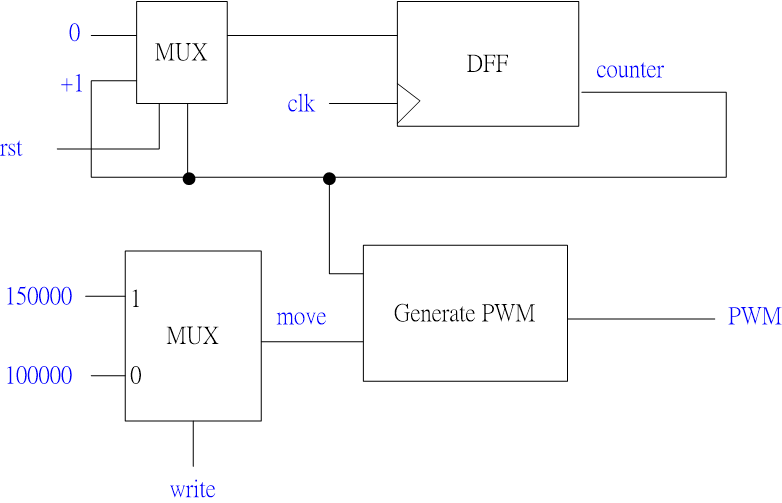 0
MUX
DFF
counter
+1
clk
rst
150000
1
move
Generate PWM
PWM
MUX
100000
0
write